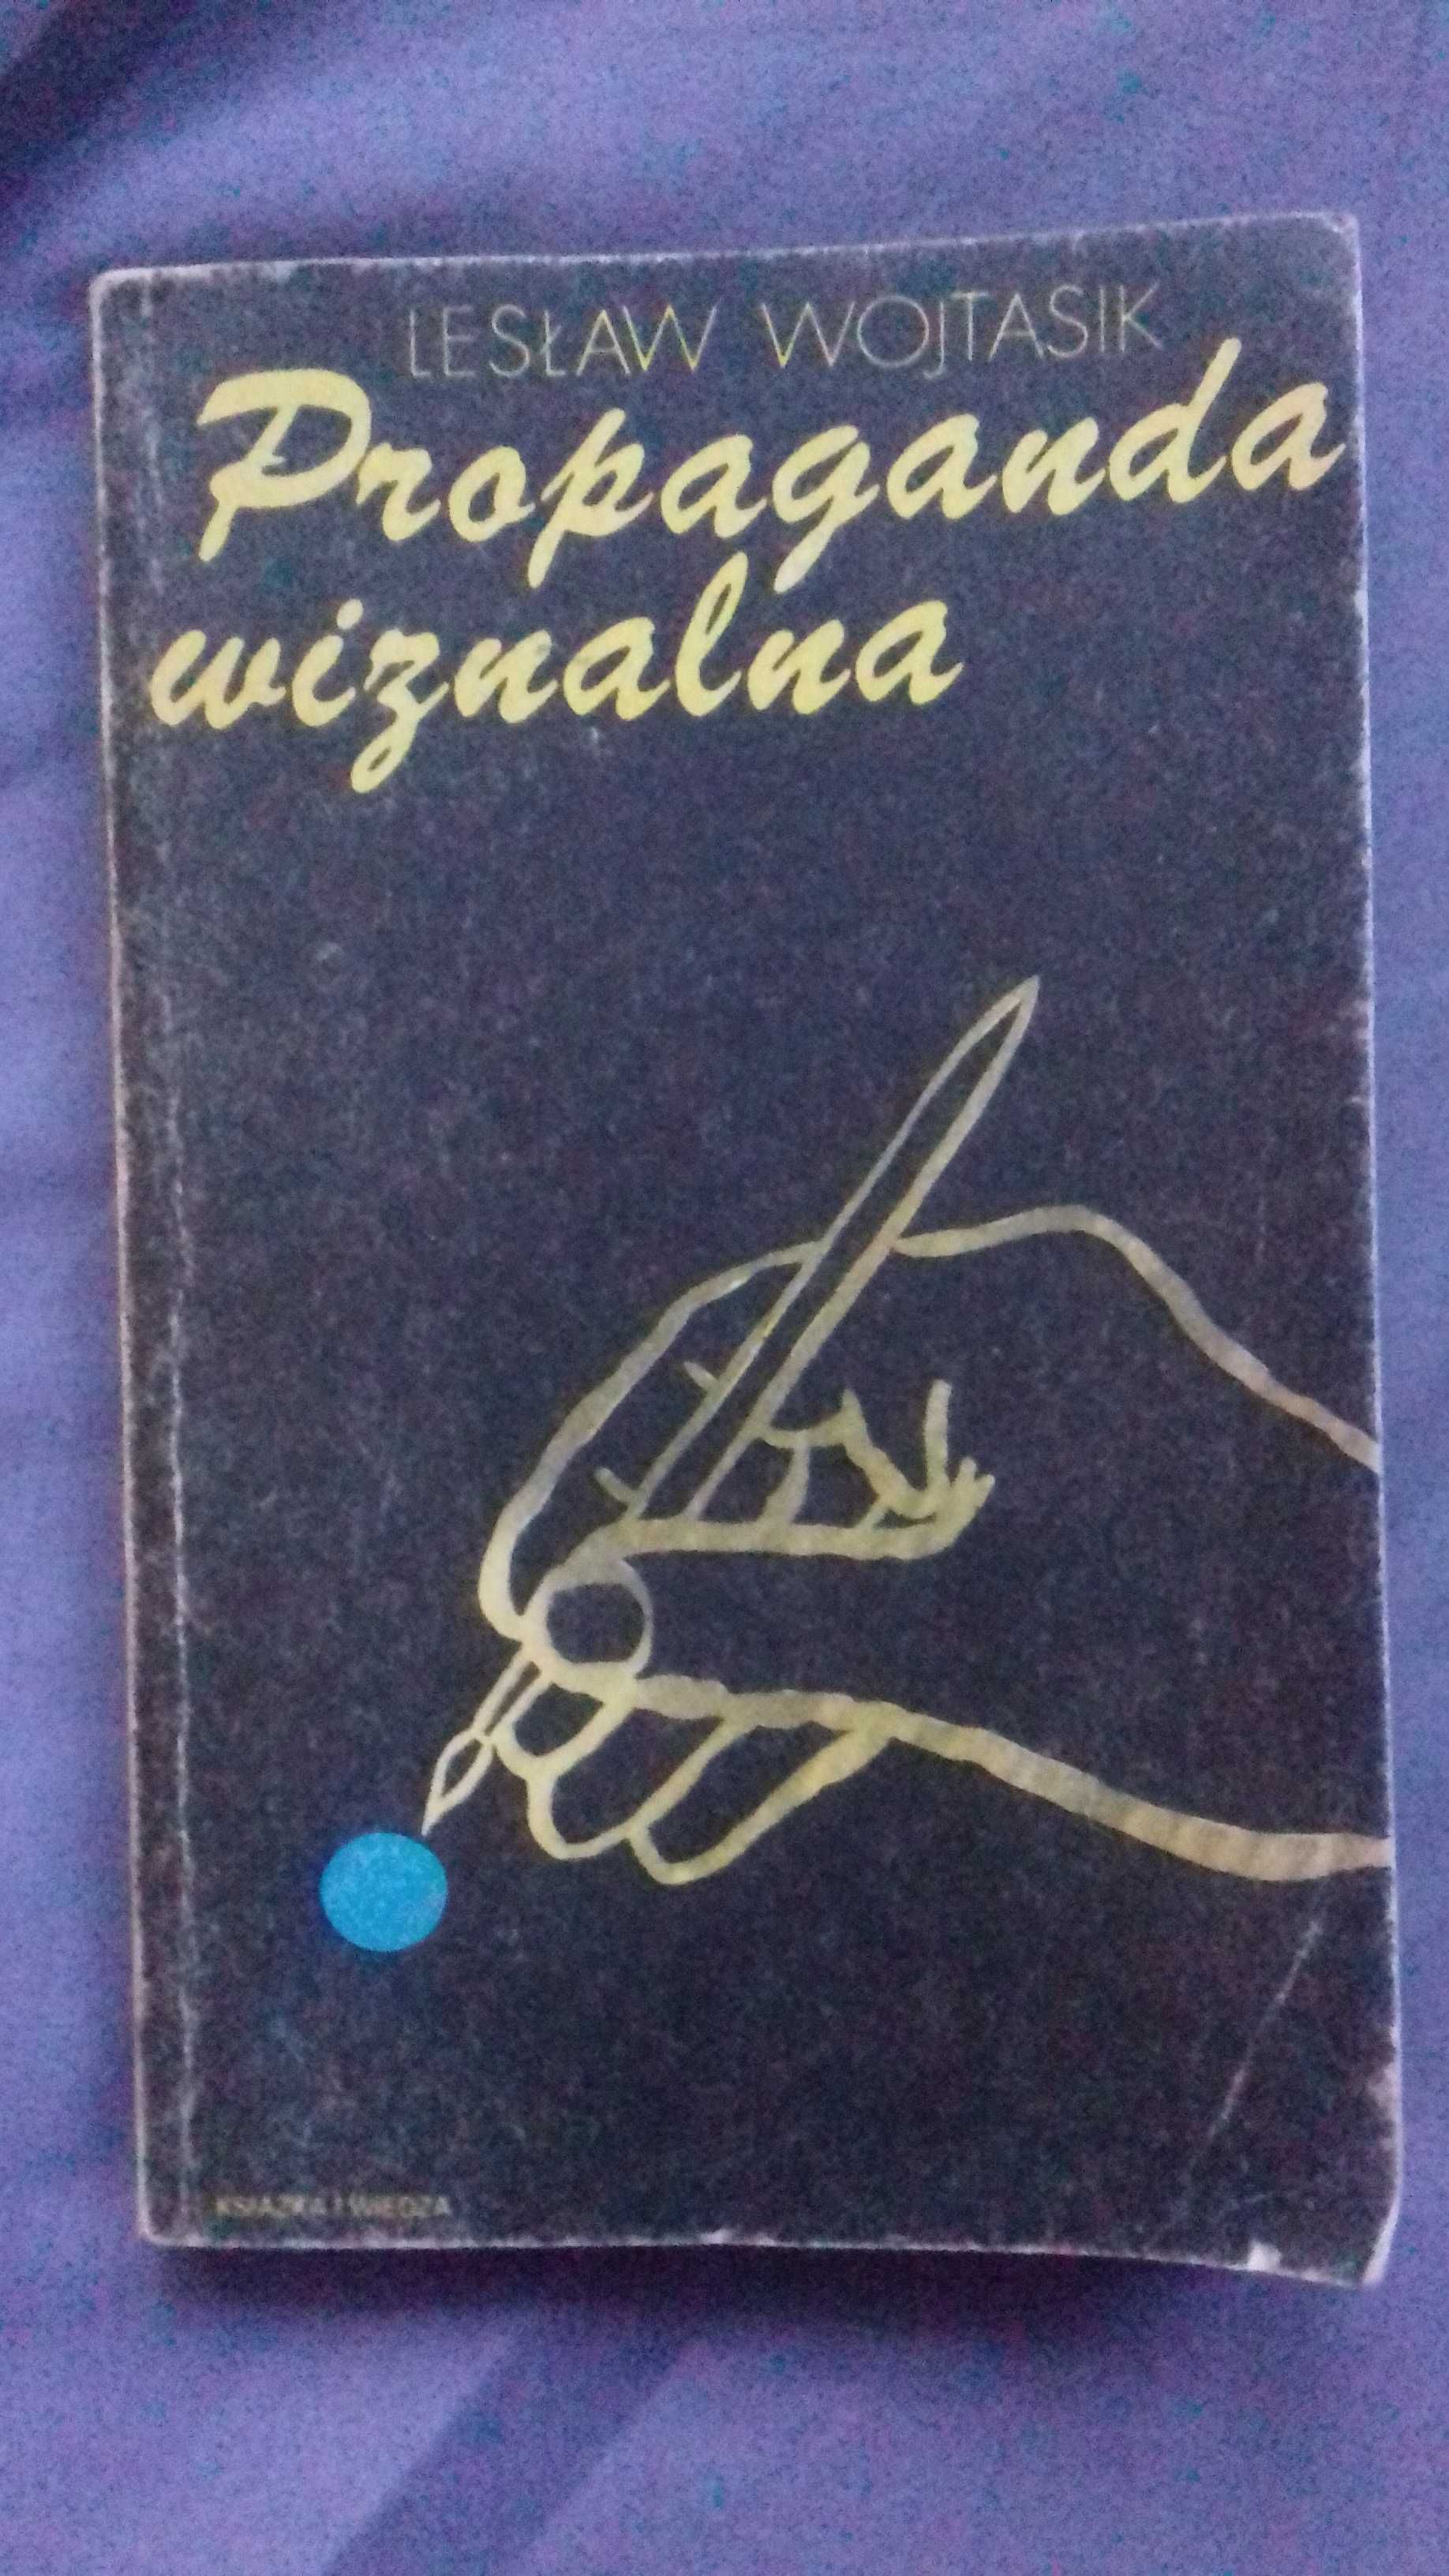 LESŁAW WOJTASIK
Propaganda
wizualna
KSIĄŻKA I WIEDZA